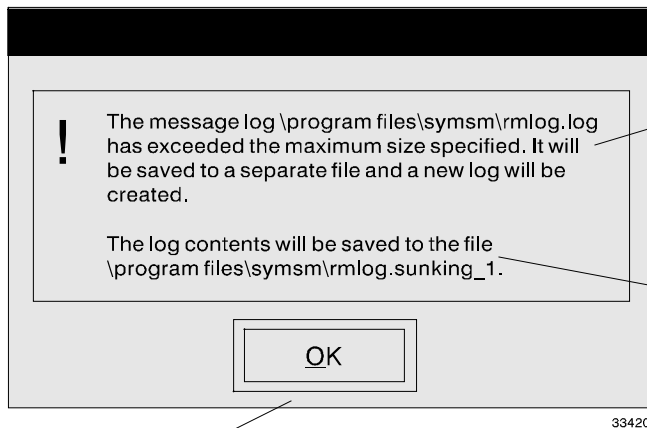 The message log \program files\symsm\rmlog.log
has exceeded the maximum size specified. It will
be saved to a separate file and a new log will be
created.
The log contents will be saved to the file
\program files\symsm\rmlog.sunking_1.
OK
33420